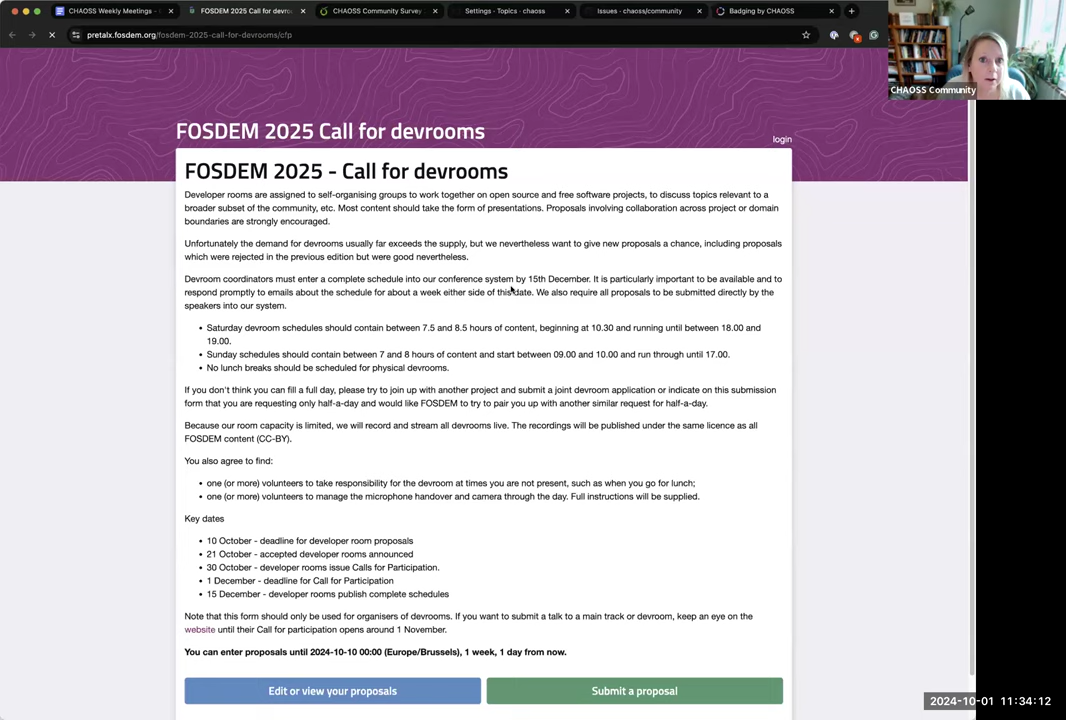 CHAOSS Weekly Meetings -
FOSDEM 2025 Call for devroo
CHAOSS Community Survey
Settings · Topics · chaoss
Issues · chaoss/community
Badging by CHAOSS
pretalx.fosdem.org/fosdem-2025-call-for-devrooms/cfp
CHAOSS Community
FOSDEM 2025 Call for devrooms
login
FOSDEM 2025 - Call for devrooms
Developer rooms are assigned to self-organising groups to work together on open source and free software projects, to discuss topics relevant to a
broader subset of the community, etc. Most content should take the form of presentations. Proposals involving collaboration across project or domain
boundaries are strongly encouraged.
Unfortunately the demand for devrooms usually far exceeds the supply, but we nevertheless want to give new proposals a chance, including proposals
which were rejected in the previous edition but were good nevertheless.
Devroom coordinators must enter a complete schedule into our conference system by 15th December. It is particularly important to be available and to
respond promptly to emails about the schedule for about a week either side of this date. We also require all proposals to be submitted directly by the
speakers into our system.
• Saturday devroom schedules should contain between 7.5 and 8.5 hours of content, beginning at 10.30 and running until between 18.00 and
19.00.
• Sunday schedules should contain between 7 and 8 hours of content and start between 09.00 and 10.00 and run through until 17.00.
• No lunch breaks should be scheduled for physical devrooms.
If you don't think you can fill a full day, please try to join up with another project and submit a joint devroom application or indicate on this submission
form that you are requesting only half-a-day and would like FOSDEM to try to pair you up with another similar request for half-a-day.
Because our room capacity is limited, we will record and stream all devrooms live. The recordings will be published under the same licence as all
FOSDEM content (CC-BY).
You also agree to find:
• one (or more) volunteers to take responsibility for the devroom at times you are not present, such as when you go for lunch;
• one (or more) volunteers to manage the microphone handover and camera through the day. Full instructions will be supplied.
Key dates
• 10 October - deadline for developer room proposals
• 21 October - accepted developer rooms announced
• 30 October - developer rooms issue Calls for Participation.
• 1 December - deadline for Call for Participation
• 15 December - developer rooms publish complete schedules
Note that this form should only be used for organisers of devrooms. If you want to submit a talk to a main track or devroom, keep an eye on the
website until their Call for participation opens around 1 November.
You can enter proposals until 2024-10-10 00:00 (Europe/Brussels), 1 week, 1 day from now.
Edit or view your proposals
Submit a proposal
2024-10-01 11:34:12